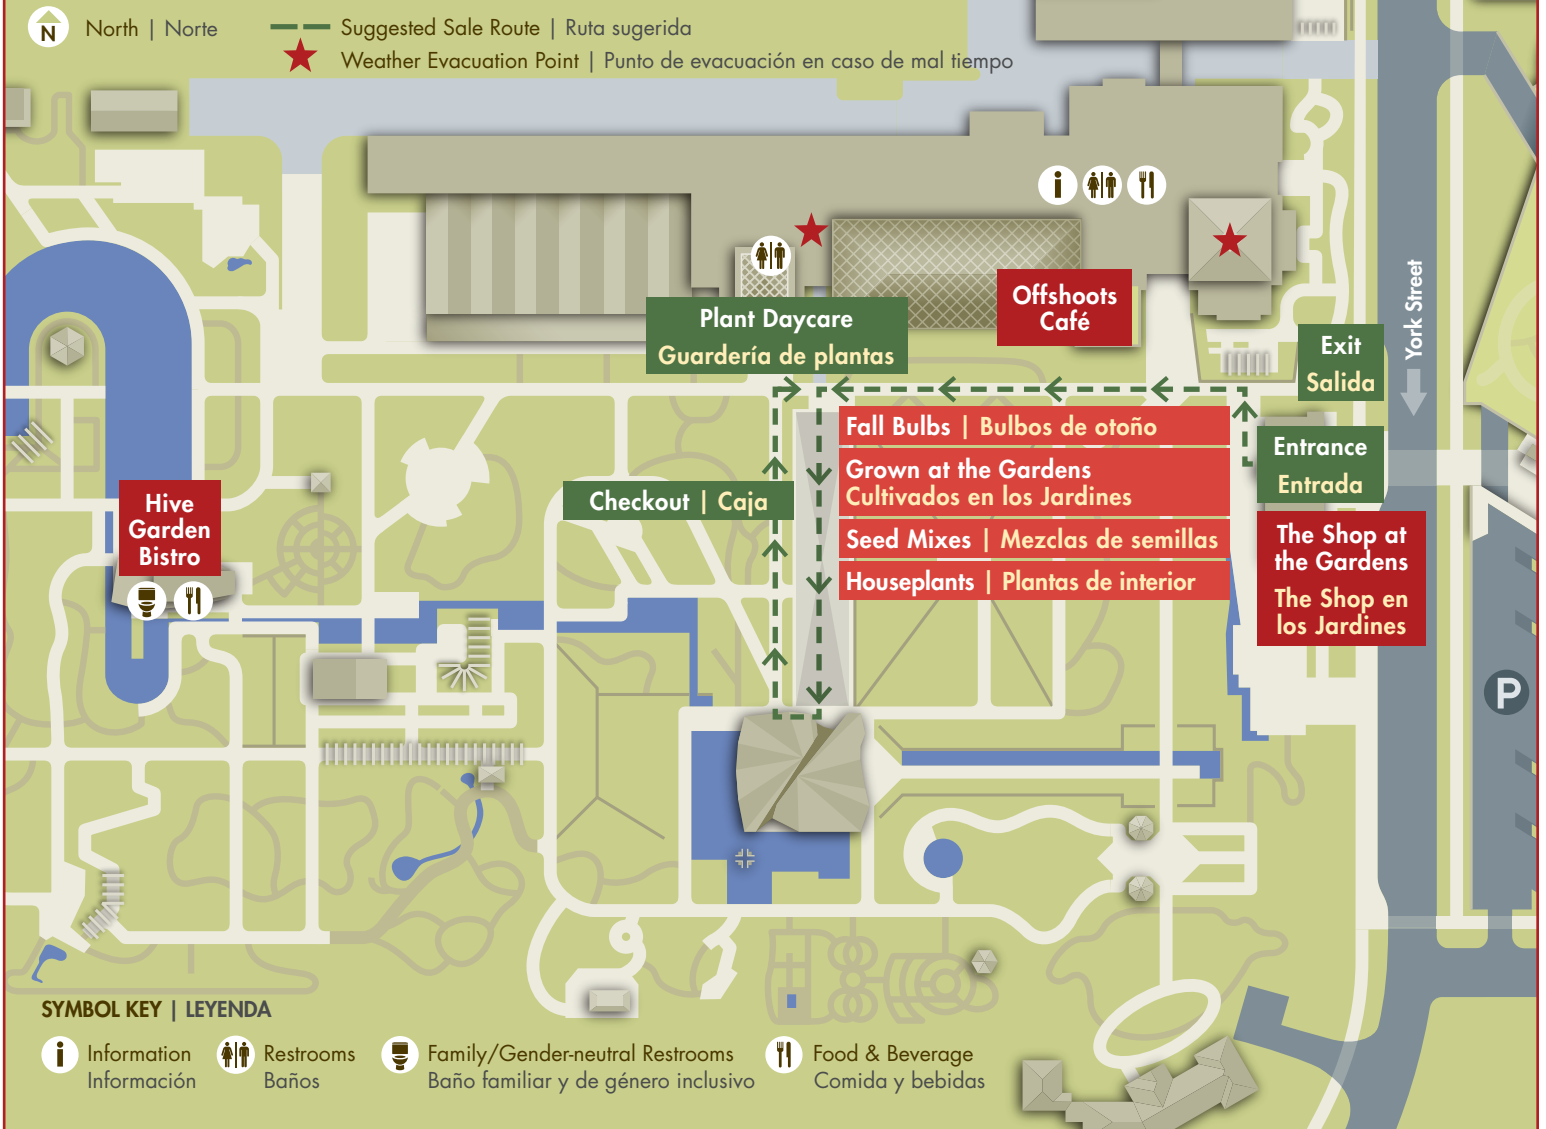 N
North | Norte
Suggested Sale Route | Ruta sugerida
Weather Evacuation Point | Punto de evacuación en caso de mal tiempo
Offshoots
Café
Plant Daycare
Guardería de plantas
York Street
Exit
Salida
Fall Bulbs | Bulbos de otoño
Grown at the Gardens
Cultivados en los Jardines
Seed Mixes | Mezclas de semillas
Houseplants | Plantas de interior
Entrance
Entrada
Checkout | Caja
Hive
Garden
Bistro
The Shop at
the Gardens
The Shop en
los Jardines
P
SYMBOL KEY | LEYENDA
Information
Información
Restrooms
Baños
Family/Gender-neutral Restrooms
Baño familiar y de género inclusivo
Food & Beverage
Comida y bebidas